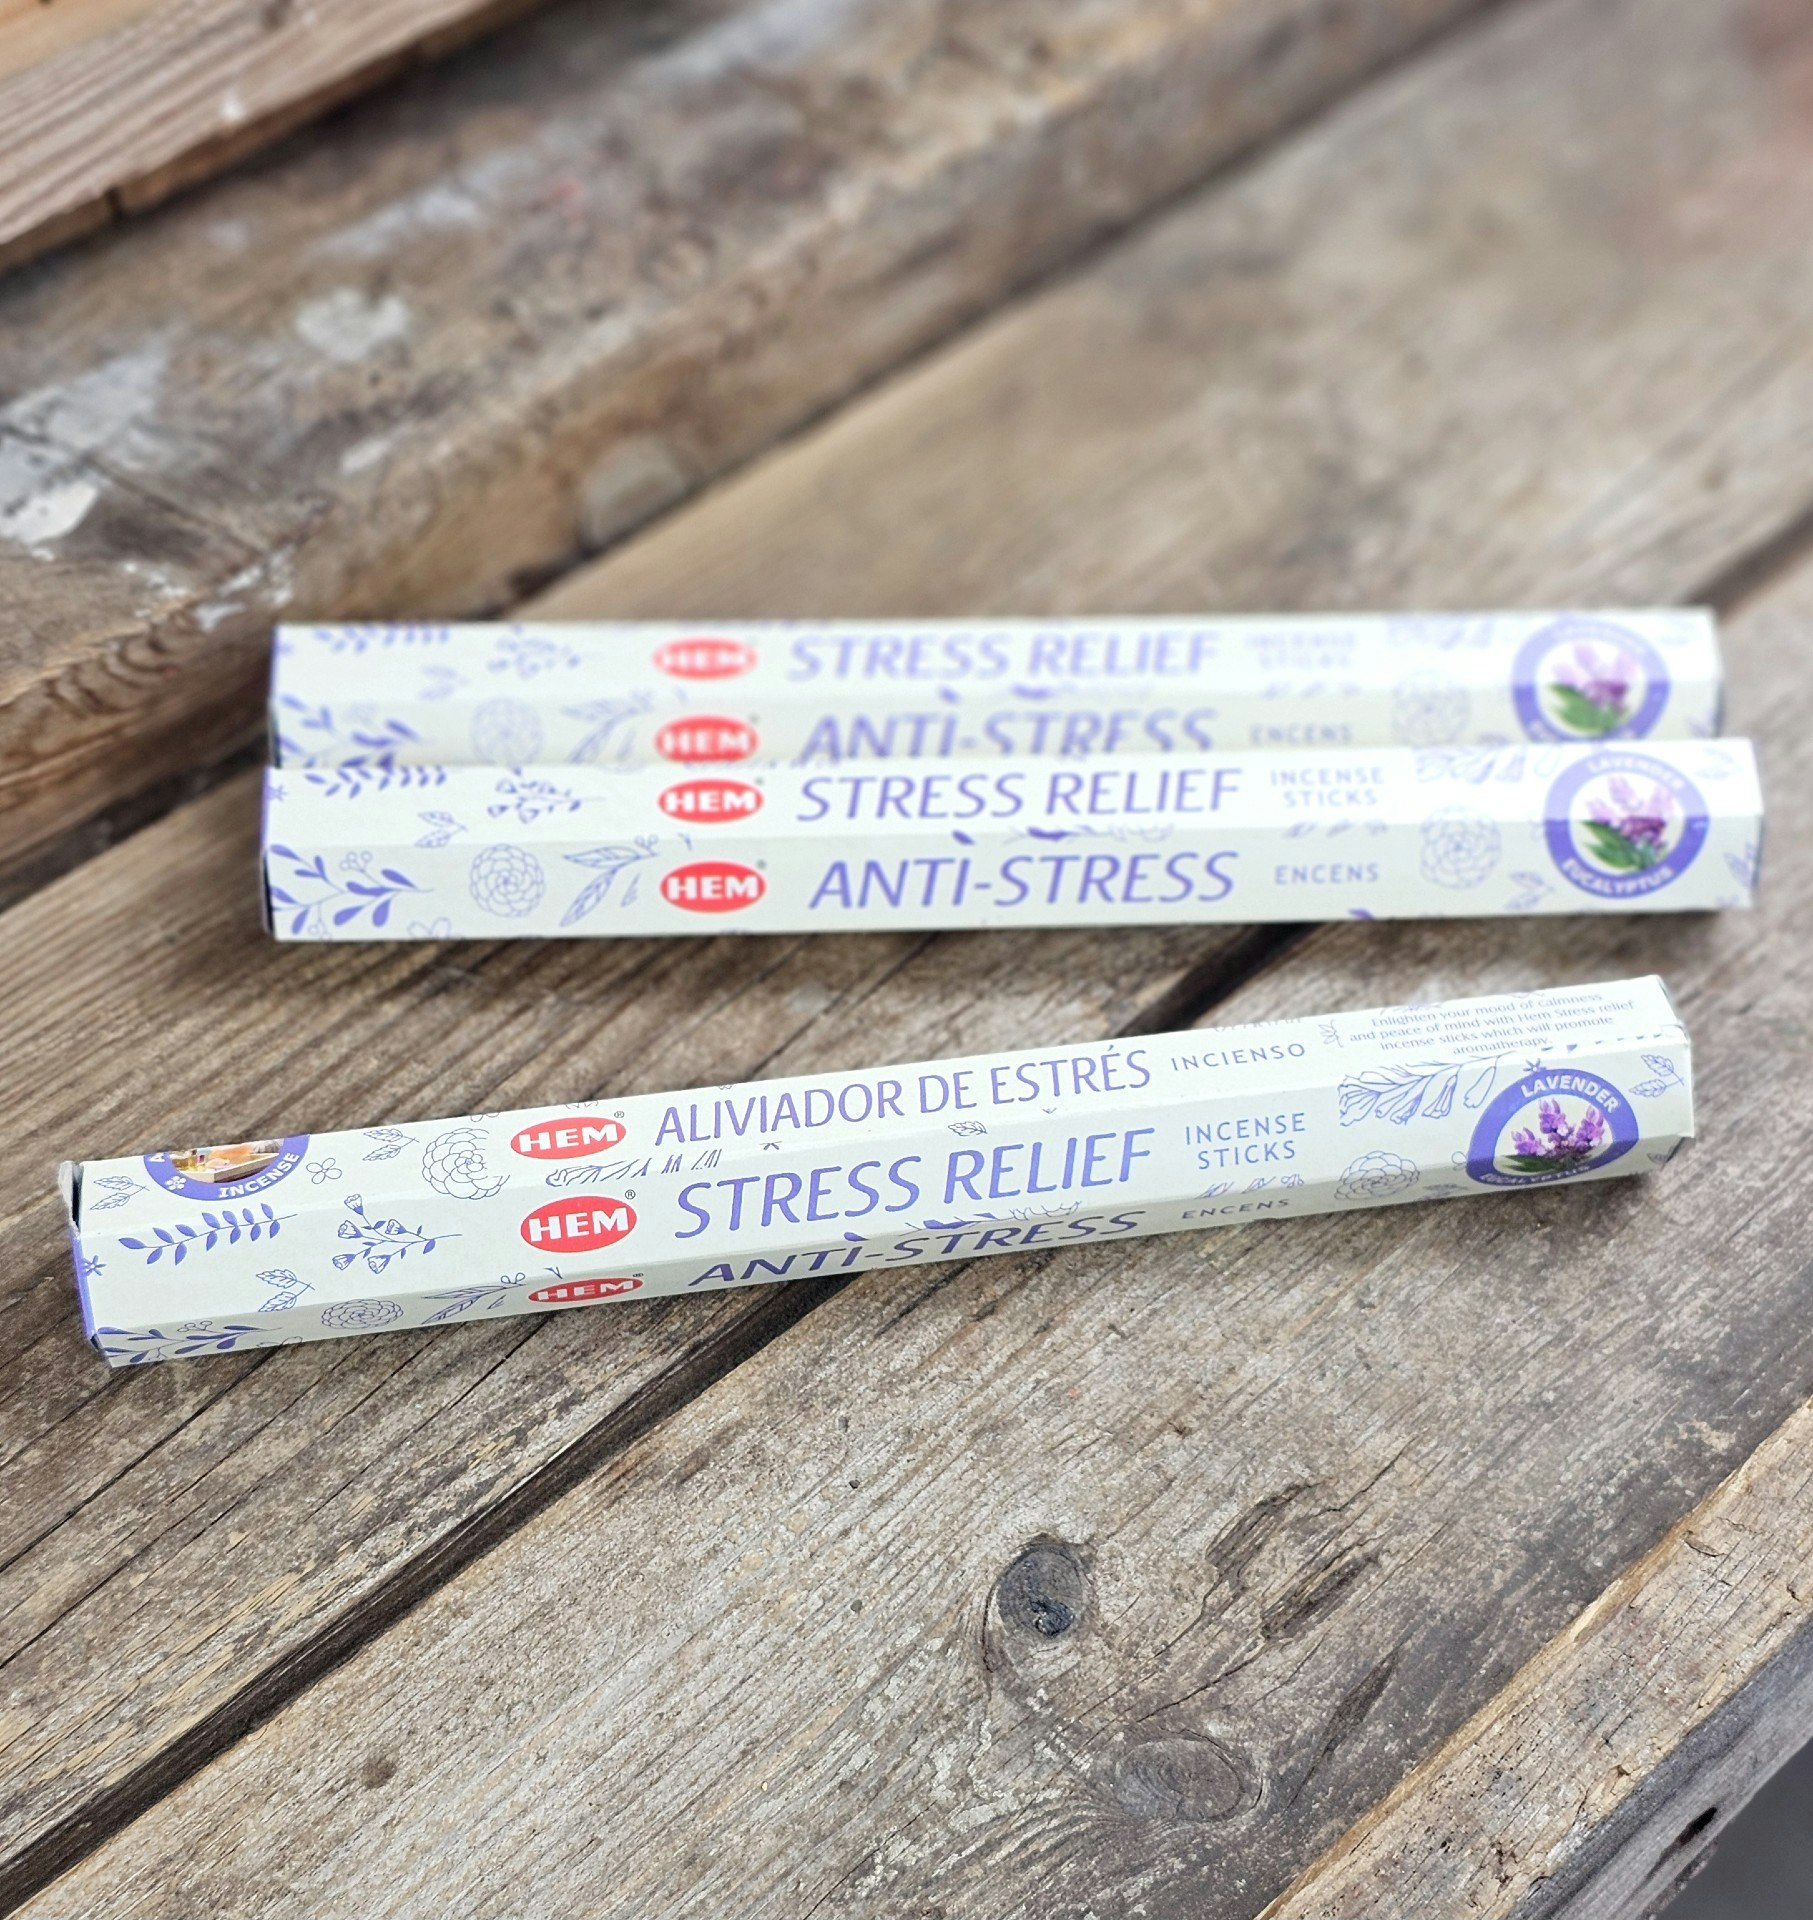 HEM
STRESS RELIEF
INCENSE
STICKS
HEM
ANTI-STRESS
ENCENS
HEM
STRESS RELIEF
INCENSE
STICKS
LAVENDER
EUCALYPTUS
HEM
ANTI-STRESS
ENCENS
Enlighten your mood of calmness
and peace of mind with Hem Stress relief
incense sticks which will promote
aromatherapy.
INCENSE
HEM®
ALIVIADOR DE ESTRÉS
INCIENSO
HEM®
STRESS RELIEF
INCENSE
STICKS
LAVENDER
EUCALYPTUS
HEM®
ANTI-STRESS
ENCENS